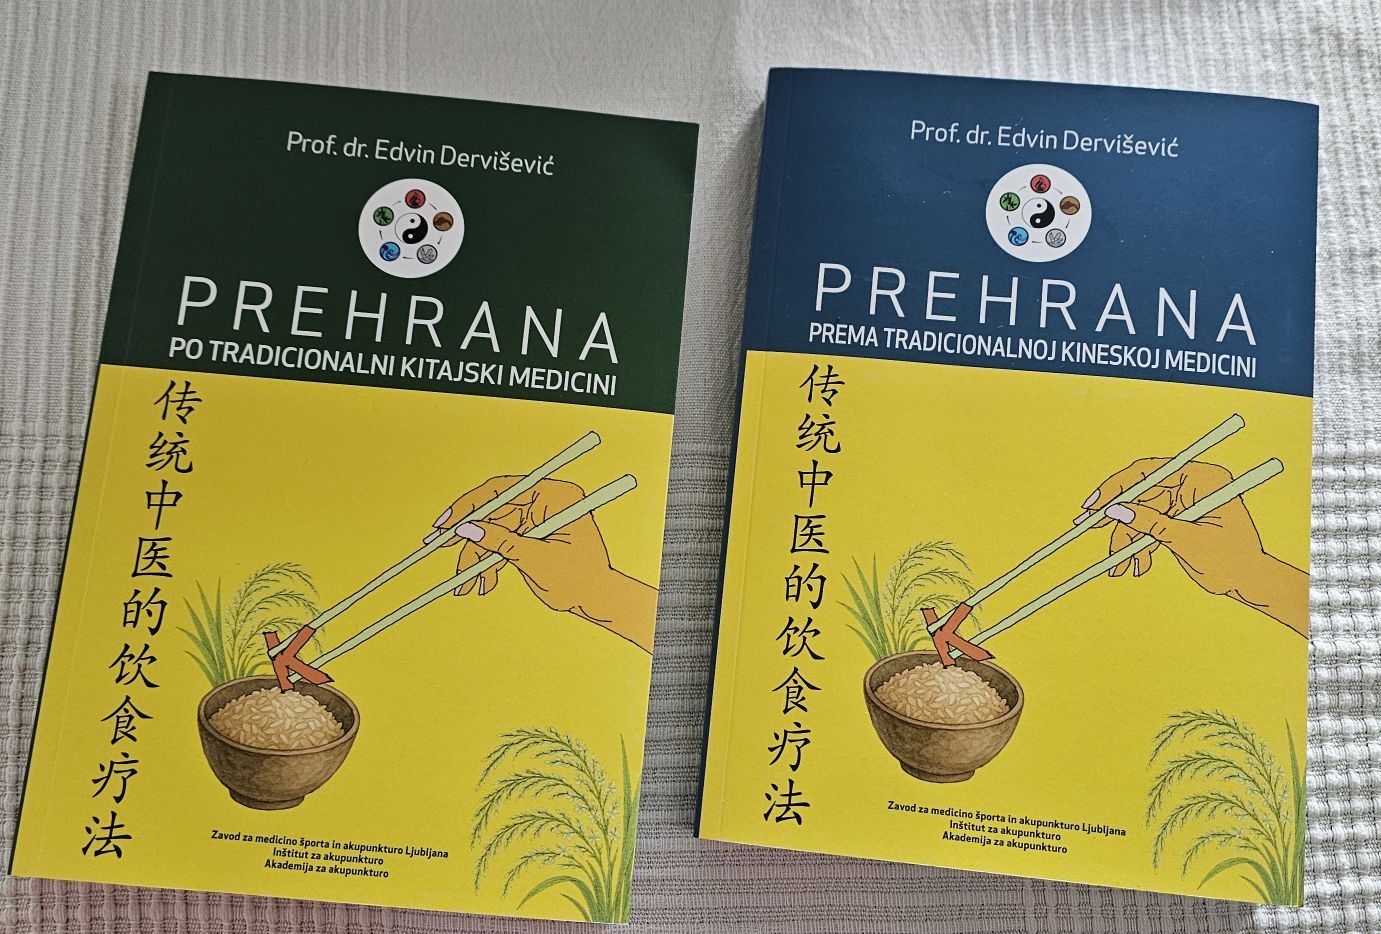 Prof. dr. Edvin Dervišević
PREHRANA
PO TRADICIONALNI KITAJSKI MEDICINI
传统中医的饮食疗法
Zavod za medicino športa in akupunkturo Ljubljana
Inštitut za akupunkturo
Akademija za akupunkturo
Prof. dr. Edvin Dervišević
PREHRANA
PREMA TRADICIONALNOJ KINESKOJ MEDICINI
传统中医的饮食疗法
Zavod za medicino športa in akupunkturo Ljubljana
Inštitut za akupunkturo
Akademija za akupunkturo